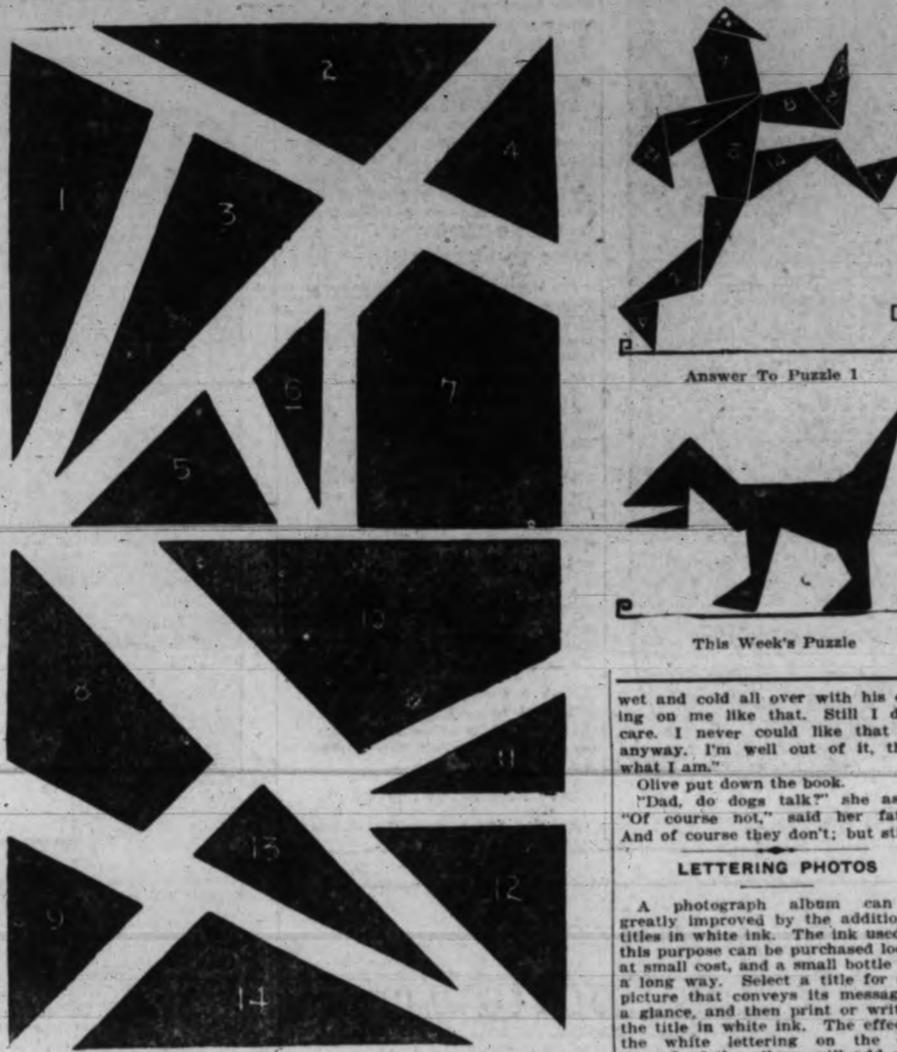 2
1
3
4
5
6
7
8
10
11
13
12
9
14
Answer To Puzzle 1
This Week's Puzzle
wet and cold all over with his
ing on me like that. Still I
care. I never could like that
anyway. I'm well out of it,
what I am."
Olive put down the book.
"Dad, do dogs talk?" she
"Of course not," said her
And of course they don't; but
LETTERING PHOTOS
A photograph album can
greatly improved by the
titles in white ink. The ink
this purpose can be purchased
at small cost, and a small bottle
a long way. Select a title for
picture that conveys its
a glance, and then print or
the title in white ink. The
the white lettering on the